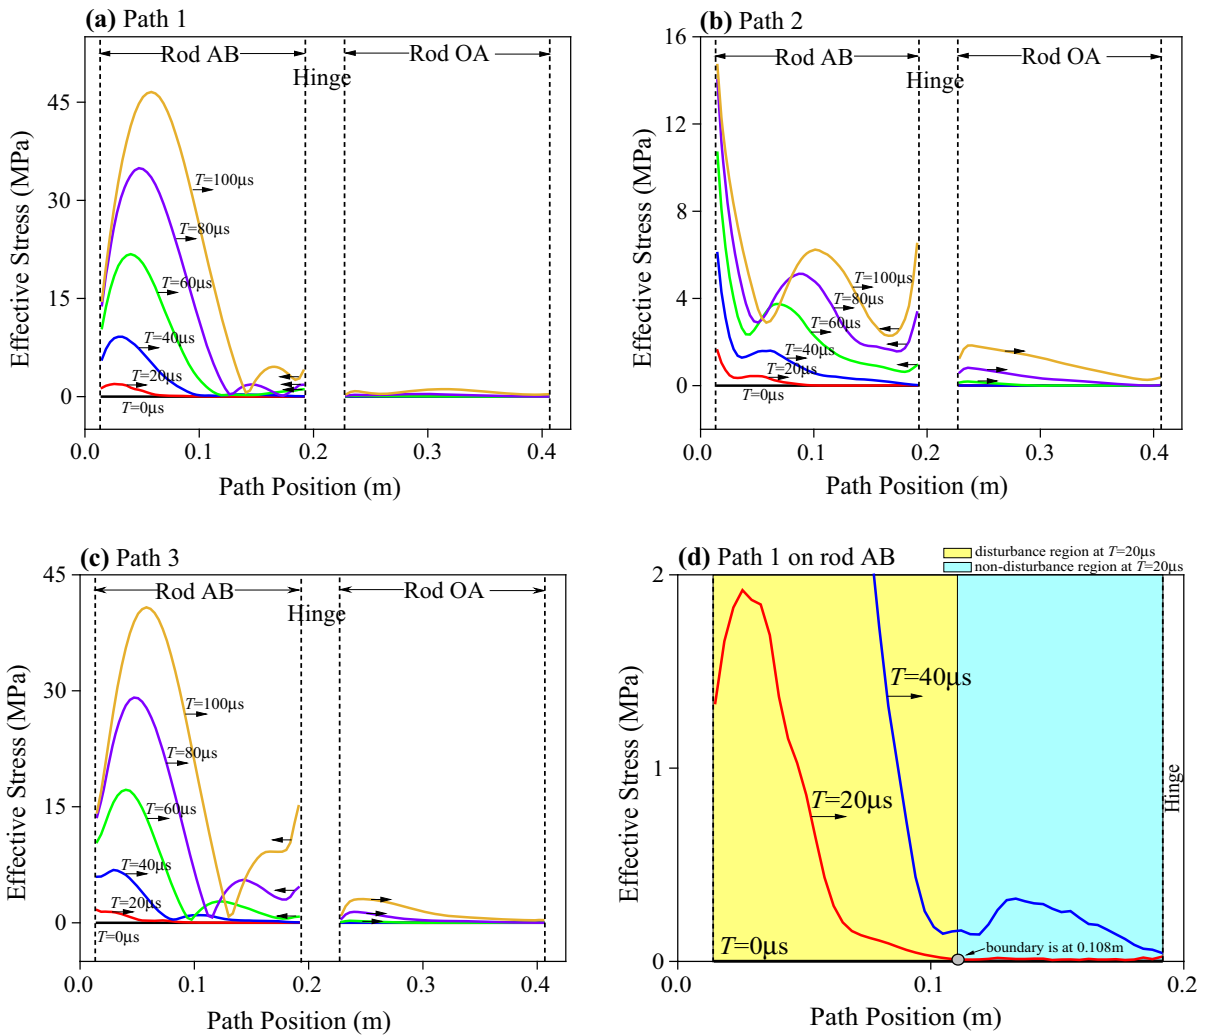 (a) Path 1
Rod AB
Rod OA
Hinge
45
30
15
0
T=100μs
T=80μs
T=60μs
T=40μs
T=20μs
T=0μs
0.0 0.1 0.2 0.3 0.4
Path Position (m)
Effective Stress (MPa)
(b) Path 2
Rod AB
Rod OA
Hinge
16
12
8
4
0
T=100μs
T=80μs
T=60μs
T=40μs
T=20μs
T=0μs
0.0 0.1 0.2 0.3 0.4
Path Position (m)
Effective Stress (MPa)
(c) Path 3
Rod AB
Rod OA
Hinge
45
30
15
0
T=100μs
T=80μs
T=60μs
T=40μs
T=20μs
T=0μs
0.0 0.1 0.2 0.3 0.4
Path Position (m)
Effective Stress (MPa)
(d) Path 1 on rod AB
disturbance region at T=20μs
non-disturbance region at T=20μs
2
1
0
T=40μs
T=20μs
T=0μs
boundary is at 0.108m
Hinge
0.0 0.1 0.2
Path Position (m)
Effective Stress (MPa)